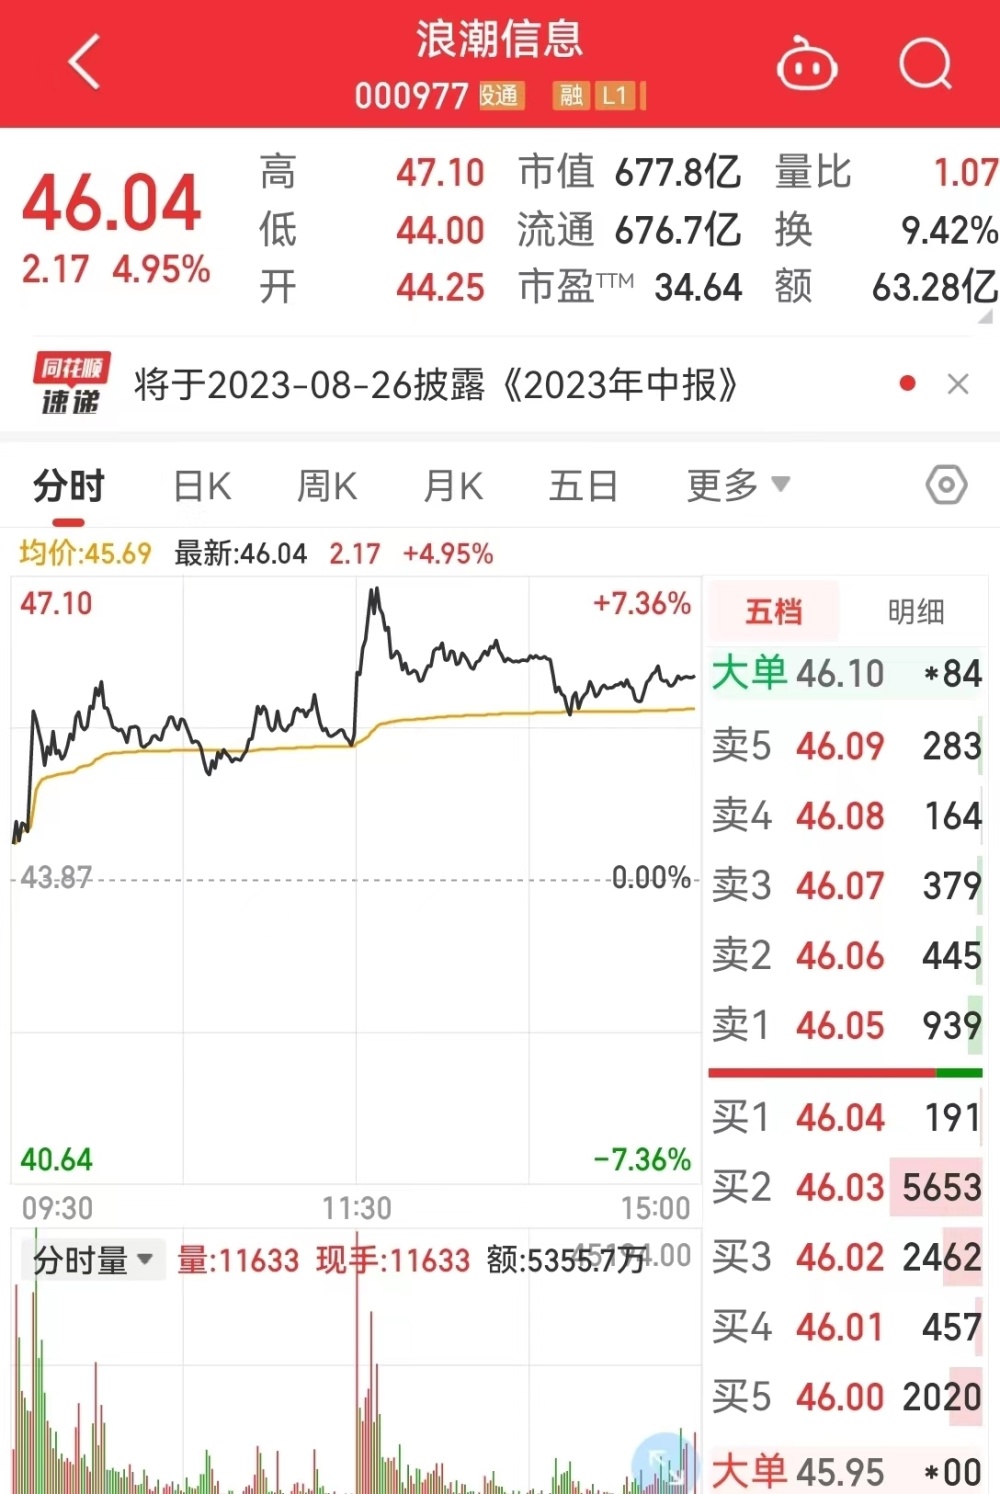 浪潮信息
000977 股通 融 L1
46.04
2.17 4.95%
高 47.10 市值 677.8亿 量比 1.07
低 44.00 流通 676.7亿 换 9.42%
开 44.25 市盈TTM 34.64 额 63.28亿
同花顺
速递
将于2023-08-26披露《2023年中报》
分时 日K 周K 月K 五日 更多
均价:45.69 最新:46.04 2.17 +4.95%
47.10 +7.36%
43.87 0.00%
40.64 -7.36%
09:30 11:30 15:00
分时量 量:11633 现手:11633 额:5355.7万
五档 明细
大单 46.10 *84
卖5 46.09 283
卖4 46.08 164
卖3 46.07 379
卖2 46.06 445
卖1 46.05 939
买1 46.04 191
买2 46.03 5653
买3 46.02 2462
买4 46.01 457
买5 46.00 2020
大单 45.95 *00